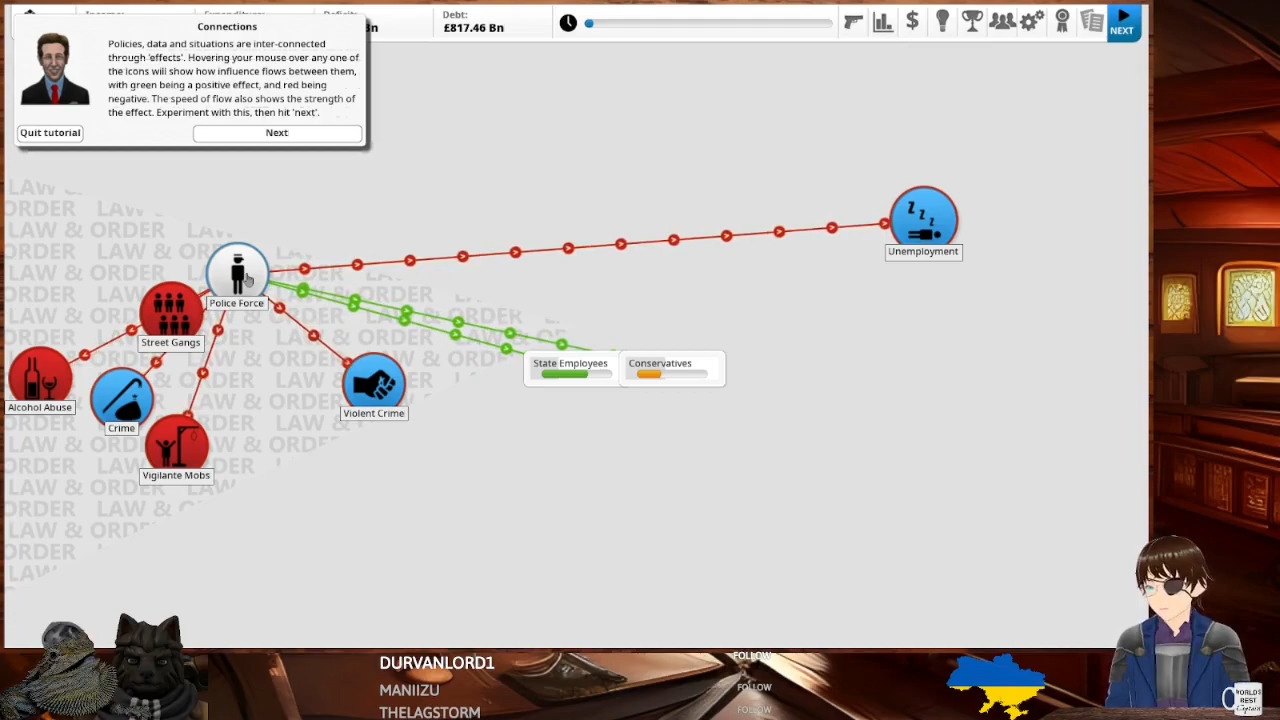 Debt:
£817.46 Bn
NEXT
Connections
Policies, data and situations are inter-connected
through 'effects'. Hovering your mouse over any one of
the icons will show how influence flows between them,
with green being a positive effect, and red being
negative. The speed of flow also shows the strength of
the effect. Experiment with this, then hit 'next'.
Quit tutorial
Next
LAW & ORDER
Unemployment
Police Force
Street Gangs
State Employees
Conservatives
Alcohol Abuse
Crime
Violent Crime
Vigilante Mobs
DURVANLORD1
FOLLOW
MANIIZU
FOLLOW
THELAGSTORM
FOLLOW
WORLDS
BEST